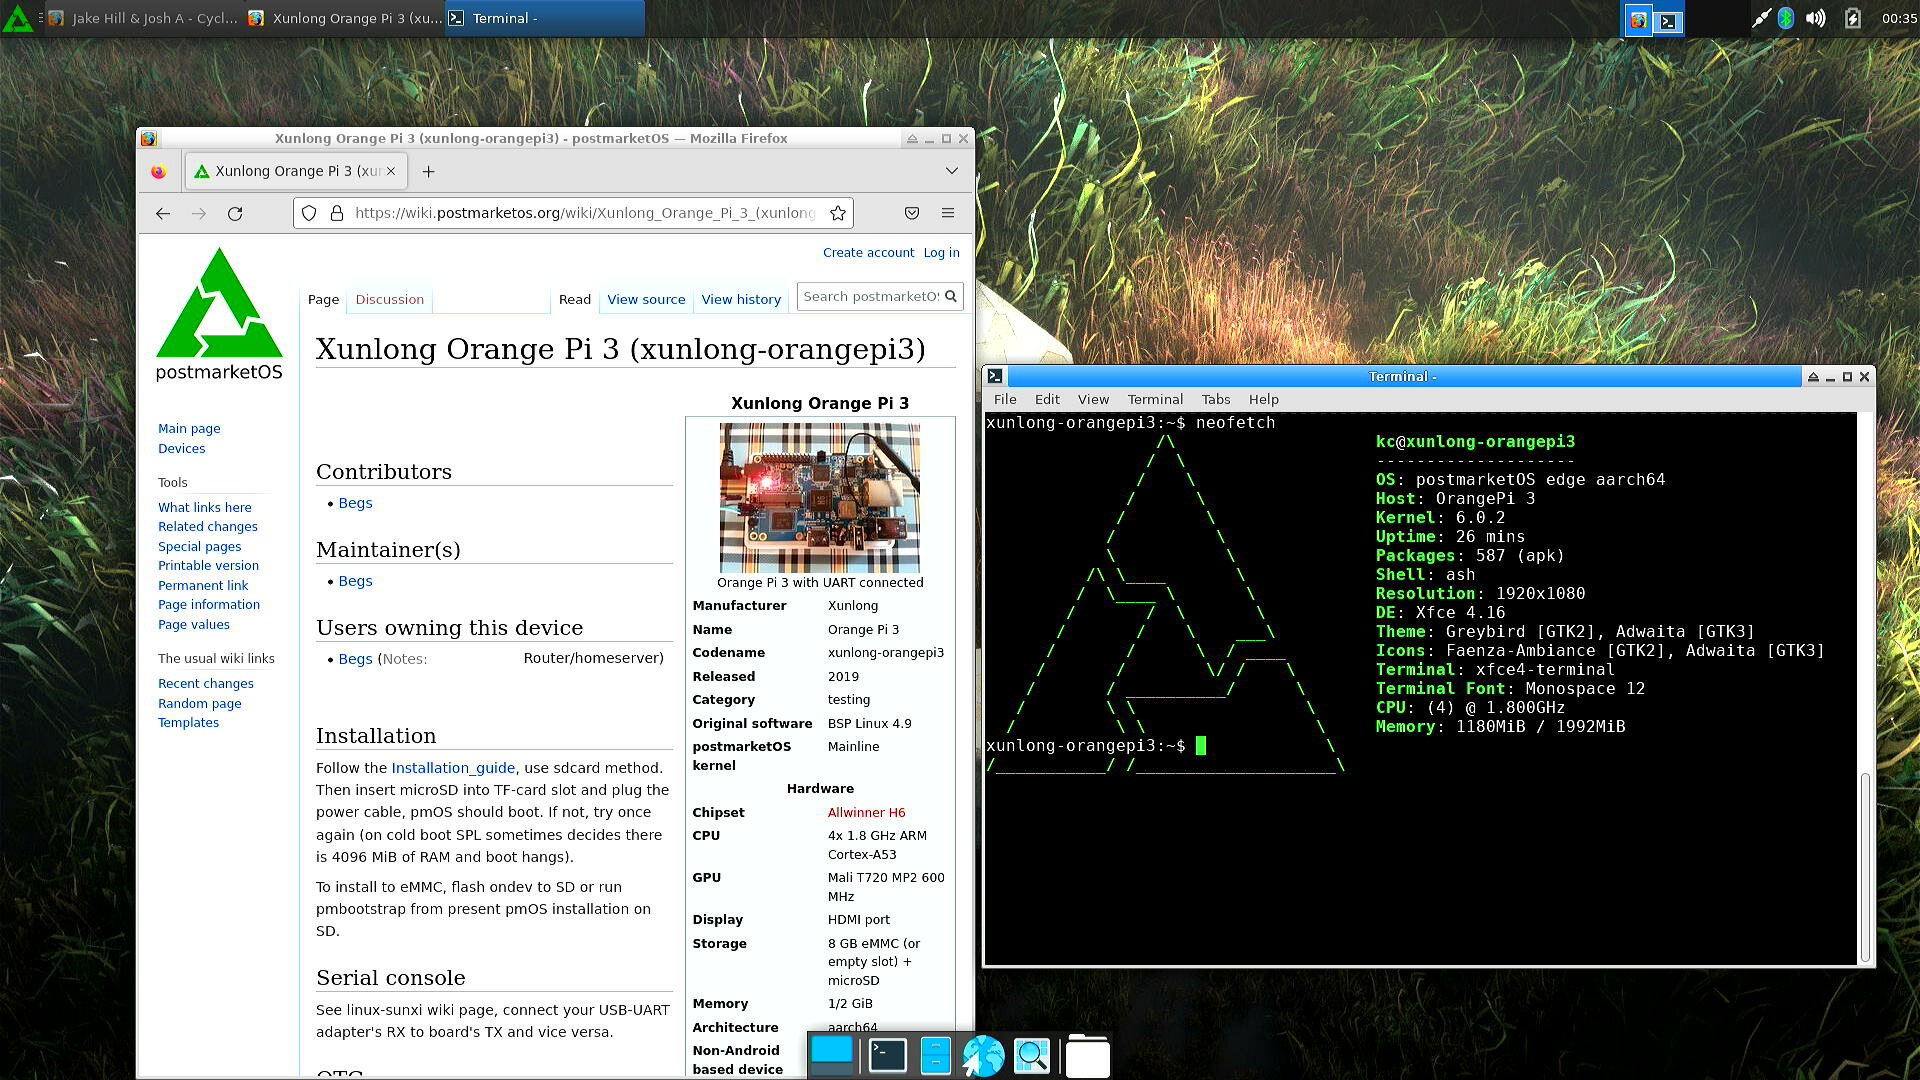 Jake Hill & Josh A - Cycl...
Xunlong Orange Pi 3 (xu...
Terminal -
00:35
Xunlong Orange Pi 3 (xunlong-orangepi3) - postmarketOS — Mozilla Firefox
Xunlong Orange Pi 3 (xun
https://wiki.postmarketos.org/wiki/Xunlong_Orange_Pi_3_(xunlong
Create account Log in
Page Discussion Read View source View history Search postmarketOS
postmarketOS
Main page
Devices
Tools
What links here
Related changes
Special pages
Printable version
Permanent link
Page information
Page values
The usual wiki links
Recent changes
Random page
Templates
Xunlong Orange Pi 3 (xunlong-orangepi3)
Contributors
• Begs
Maintainer(s)
• Begs
Users owning this device
• Begs (Notes: Router/homeserver)
Installation
Follow the Installation_guide, use sdcard method.
Then insert microSD into TF-card slot and plug the
power cable, pmOS should boot. If not, try once
again (on cold boot SPL sometimes decides there
is 4096 MiB of RAM and boot hangs).
To install to eMMC, flash ondev to SD or run
pmbootstrap from present pmOS installation on
SD.
Serial console
See linux-sunxi wiki page, connect your USB-UART
adapter's RX to board's TX and vice versa.
OTG
Xunlong Orange Pi 3
Orange Pi 3 with UART connected
Manufacturer Xunlong
Name Orange Pi 3
Codename xunlong-orangepi3
Released 2019
Category testing
Original software BSP Linux 4.9
postmarketOS Mainline
kernel
Hardware
Chipset Allwinner H6
CPU 4x 1.8 GHz ARM
Cortex-A53
GPU Mali T720 MP2 600
MHz
Display HDMI port
Storage 8 GB eMMC (or
empty slot) +
microSD
Memory 1/2 GiB
Architecture aarch64
Non-Android
based device
Terminal -
File Edit View Terminal Tabs Help
xunlong-orangepi3:~$ neofetch
kc@xunlong-orangepi3
--------------------
OS: postmarketOS edge aarch64
Host: OrangePi 3
Kernel: 6.0.2
Uptime: 26 mins
Packages: 587 (apk)
Shell: ash
Resolution: 1920x1080
DE: Xfce 4.16
Theme: Greybird [GTK2], Adwaita [GTK3]
Icons: Faenza-Ambiance [GTK2], Adwaita [GTK3]
Terminal: xfce4-terminal
Terminal Font: Monospace 12
CPU: (4) @ 1.800GHz
Memory: 1180MiB / 1992MiB
xunlong-orangepi3:~$